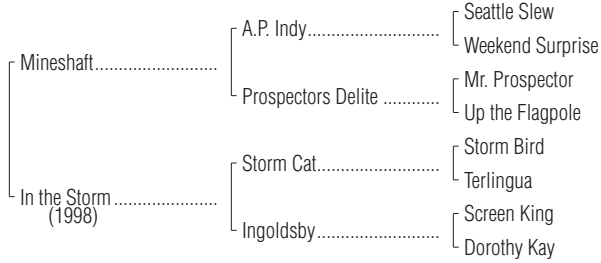 Seattle Slew
A.P. Indy..............................
Weekend Surprise
Mineshaft..........................
Mr. Prospector
Prospectors Delite ............
Up the Flagpole
Storm Bird
Storm Cat..........................
Terlingua
In the Storm......................
(1998)
Screen King
Ingoldsby..........................
Dorothy Kay